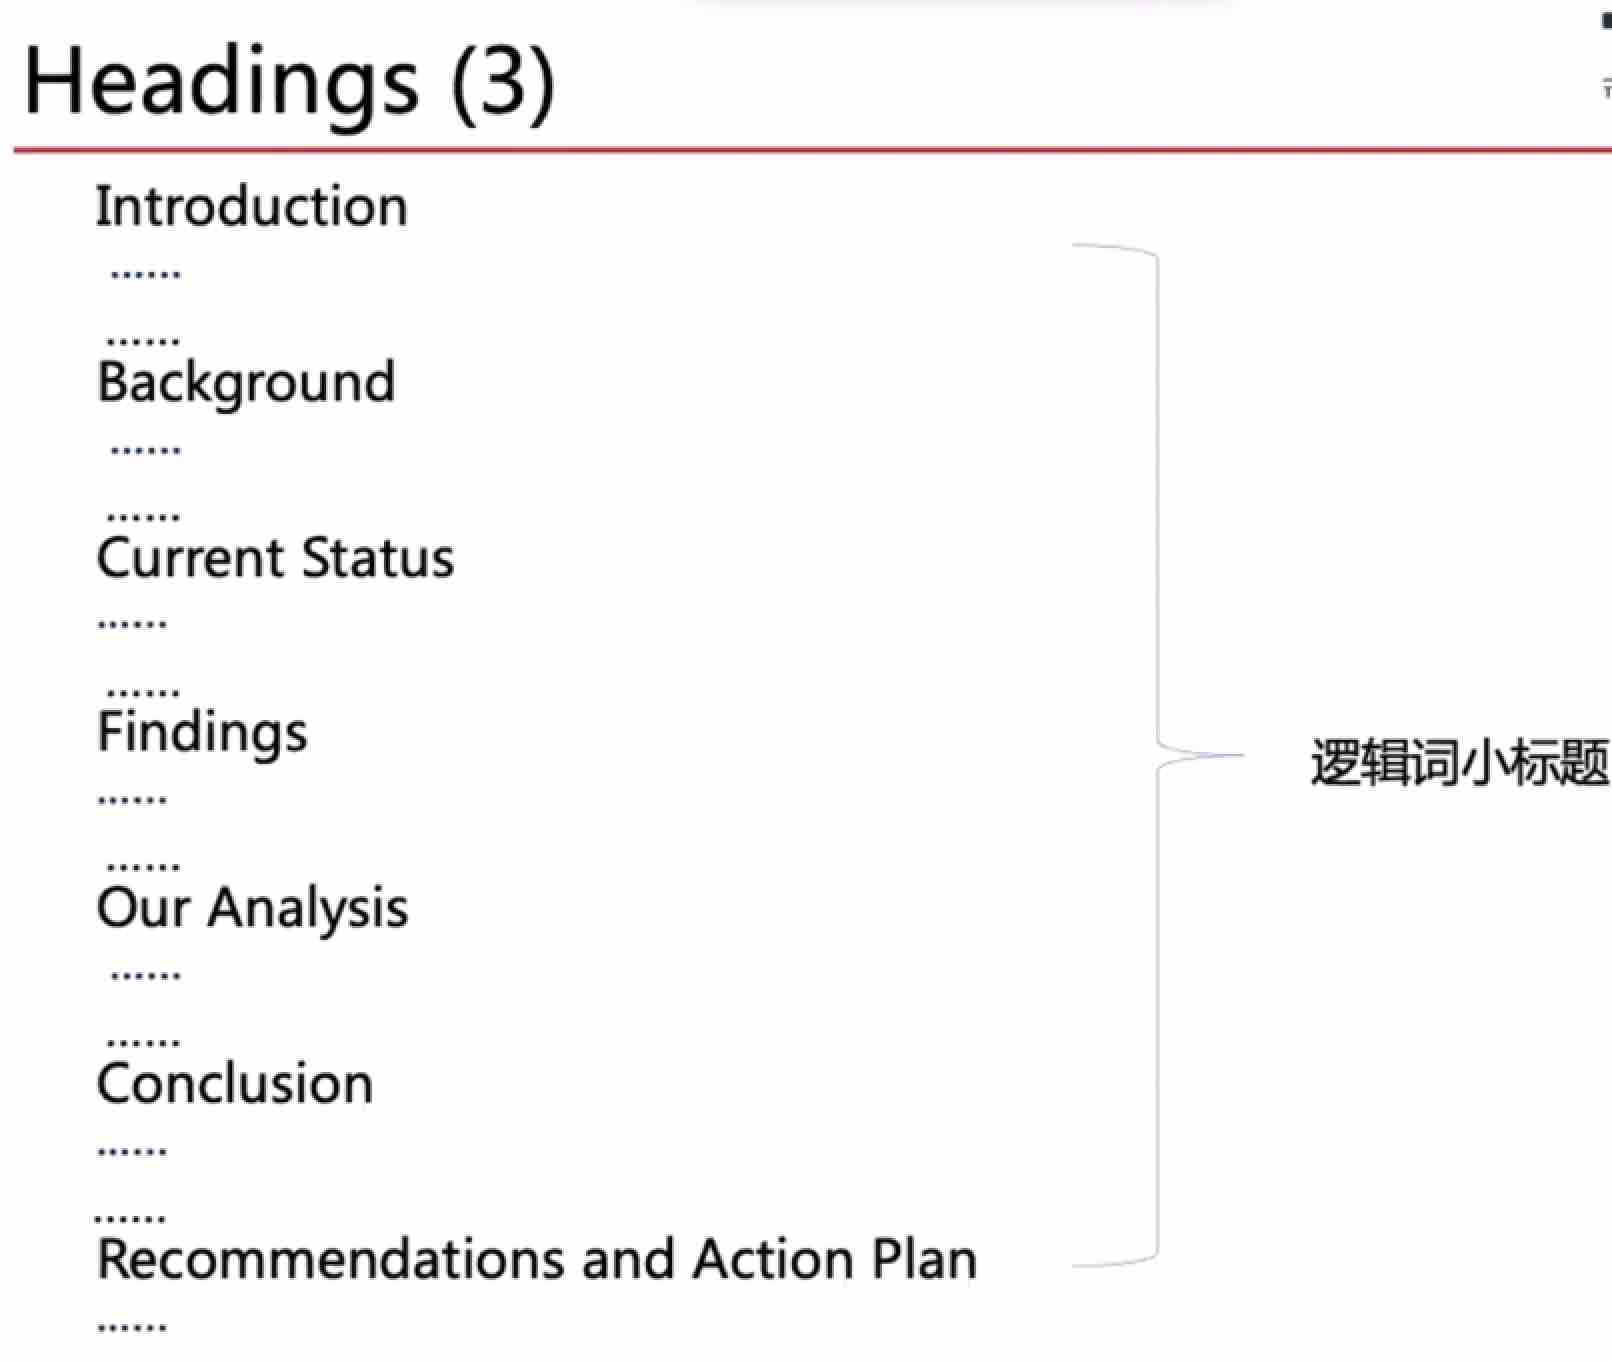 Headings (3)
Introduction
......
......
Background
......
......
Current Status
......
......
Findings
......
......
逻辑词小标题
Our Analysis
......
......
Conclusion
......
......
Recommendations and Action Plan
......